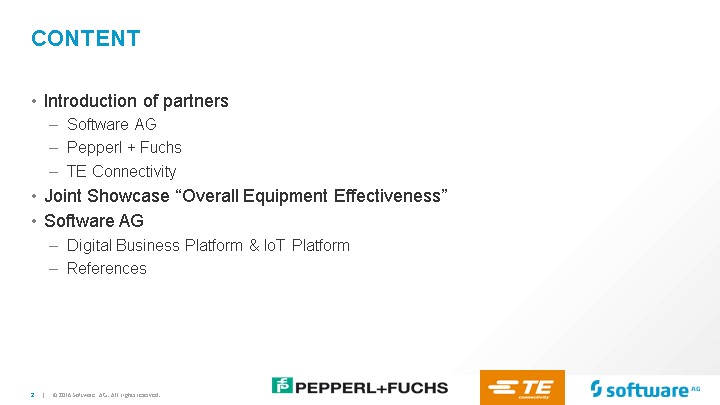 CONTENT
• Introduction of partners
– Software AG
– Pepperl + Fuchs
– TE Connectivity
• Joint Showcase “Overall Equipment Effectiveness”
• Software AG
– Digital Business Platform & IoT Platform
– References
2 | © 2016 Software AG. All rights reserved.
PEPPERL+FUCHS
TE
connectivity
software AG